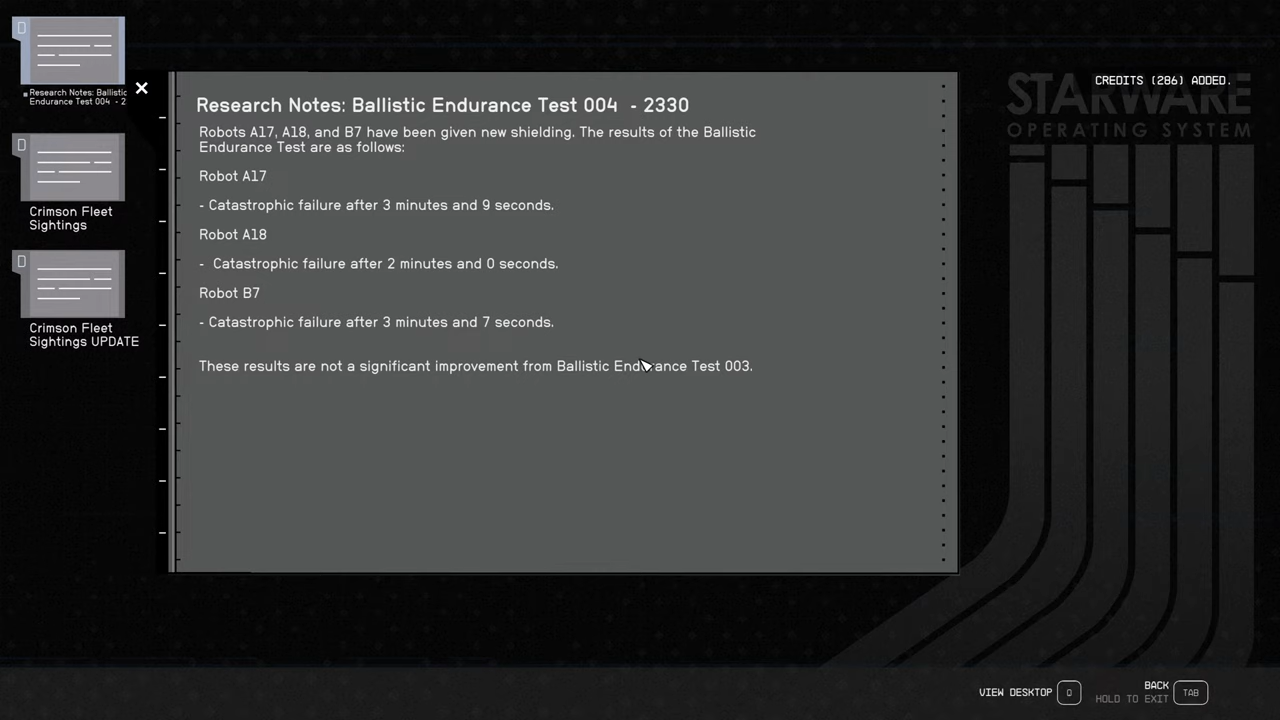 Research Notes: Ballistic
Endurance Test 004 - 2
Crimson Fleet
Sightings
Crimson Fleet
Sightings UPDATE
Research Notes: Ballistic Endurance Test 004 - 2330
Robots A17, A18, and B7 have been given new shielding. The results of the Ballistic
Endurance Test are as follows:
Robot A17
- Catastrophic failure after 3 minutes and 9 seconds.
Robot A18
- Catastrophic failure after 2 minutes and 0 seconds.
Robot B7
- Catastrophic failure after 3 minutes and 7 seconds.
These results are not a significant improvement from Ballistic Endurance Test 003.
CREDITS (286) ADDED.
STARWARE
OPERATING SYSTEM
VIEW DESKTOP Q
BACK
HOLD TO EXIT TAB